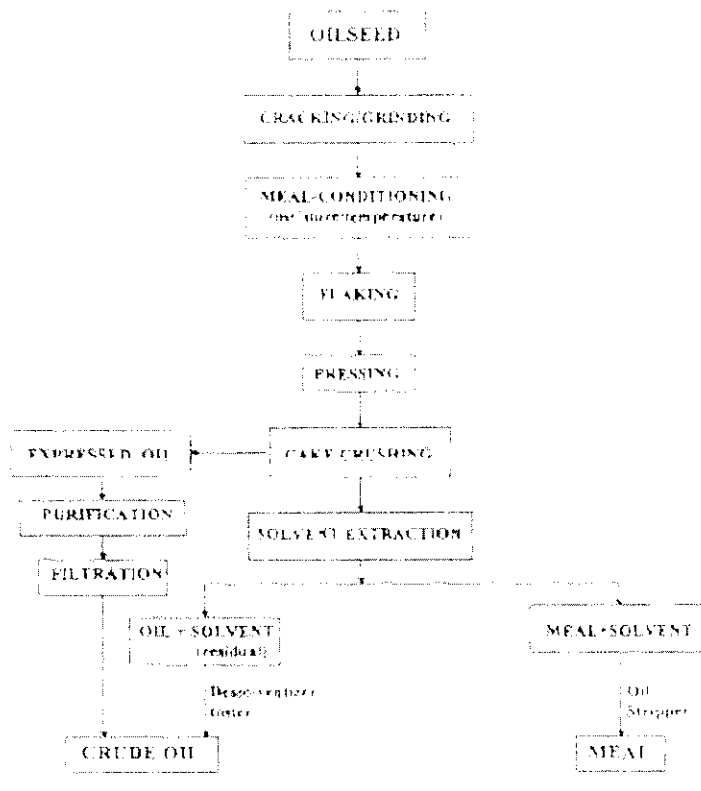 OILSEED
CRACKING/GRINDING
MEAL-CONDITIONING
FLAKING
PRESSING
EXPRESSED OIL
CAKE CRUSHING
PURIFICATION
SOLVENT EXTRACTION
FILTRATION
OIL + SOLVENT
(residual)
MEAL+SOLVENT
Oil
Stripper
CRUDE OIL
MEAL